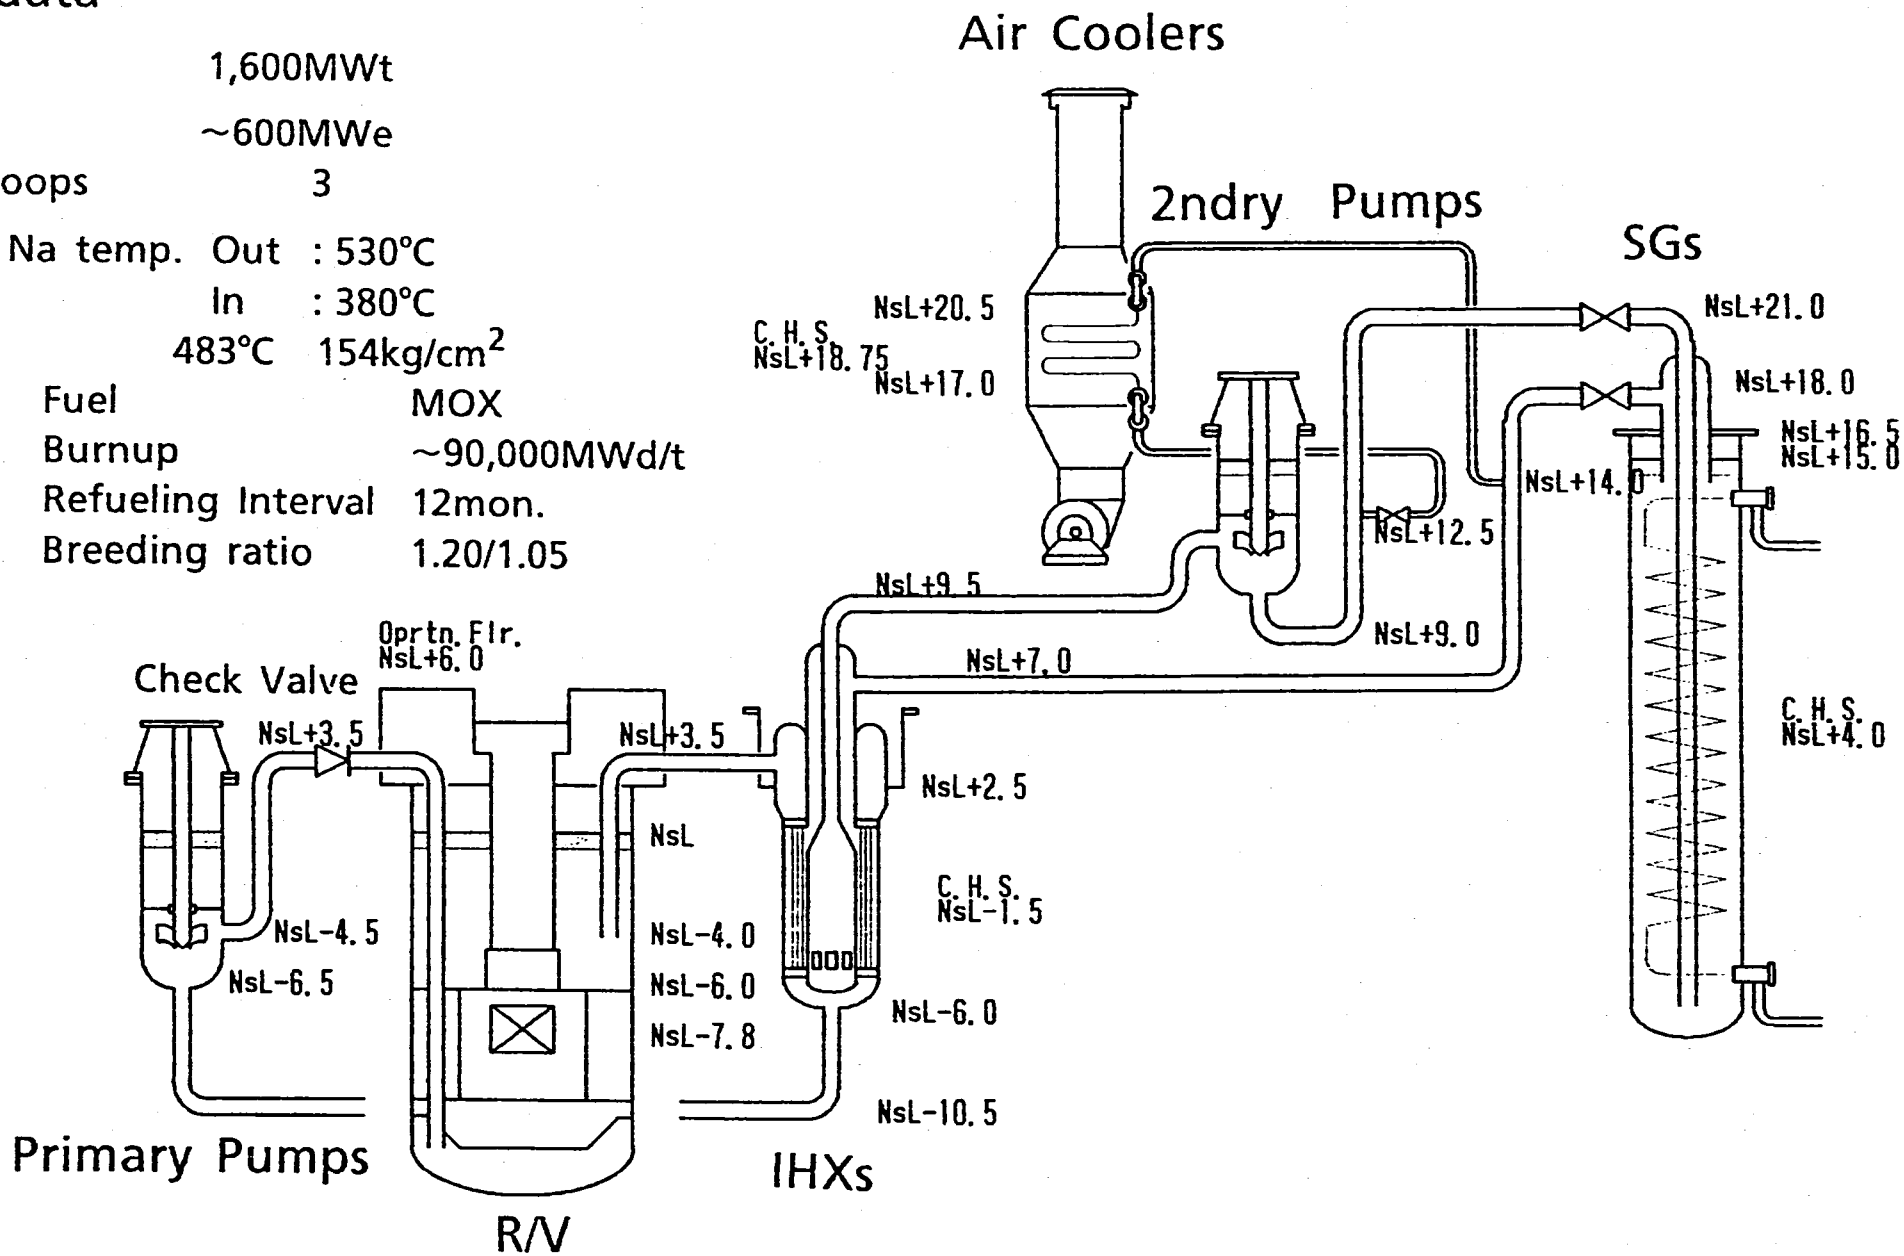 1,600MWt
~600MWe
oops 3
Na temp. Out : 530°C
In : 380°C
483°C 154kg/cm²
Fuel MOX
Burnup ~90,000MWd/t
Refueling Interval 12mon.
Breeding ratio 1.20/1.05
Air Coolers
2ndry Pumps
SGs
NsL+20.5
C.H.S.
NsL+18.75
NsL+17.0
NsL+21.0
NsL+18.0
NsL+16.5
NsL+15.0
NsL+14.0
NsL+12.5
NsL+9.5
NsL+9.0
NsL+7.0
Oprtn.Flr.
NsL+6.0
Check Valve
NsL+3.5
NsL+3.5
C.H.S.
NsL+4.0
NsL+2.5
NsL
C.H.S.
NsL-1.5
NsL-4.5
NsL-4.0
NsL-6.5
NsL-6.0
NsL-6.0
NsL-7.8
NsL-10.5
Primary Pumps
IHXs
R/V